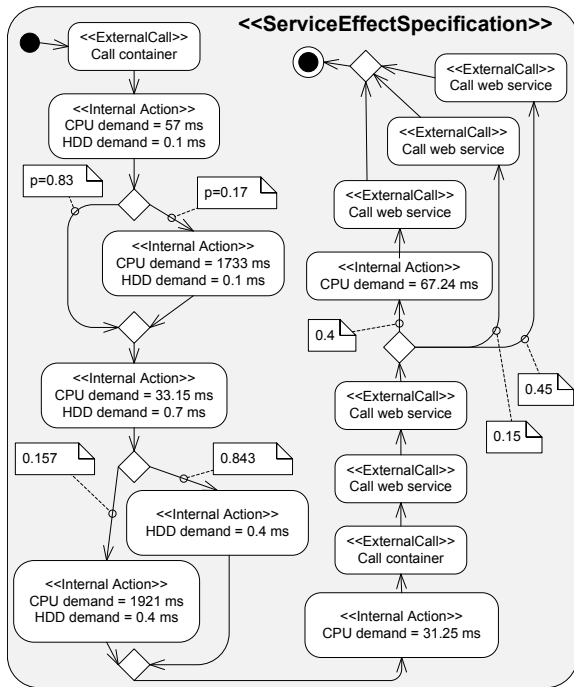 <<ServiceEffectSpecification>>
<<ExternalCall>>
Call container
<<Internal Action>>
CPU demand = 57 ms
HDD demand = 0.1 ms
p=0.83
p=0.17
<<Internal Action>>
CPU demand = 1733 ms
HDD demand = 0.1 ms
<<Internal Action>>
CPU demand = 33.15 ms
HDD demand = 0.7 ms
0.157
0.843
<<Internal Action>>
HDD demand = 0.4 ms
<<Internal Action>>
CPU demand = 1921 ms
HDD demand = 0.4 ms
<<ExternalCall>>
Call web service
<<ExternalCall>>
Call web service
<<ExternalCall>>
Call web service
<<Internal Action>>
CPU demand = 67.24 ms
0.4
0.45
0.15
<<ExternalCall>>
Call web service
<<ExternalCall>>
Call web service
<<ExternalCall>>
Call container
<<Internal Action>>
CPU demand = 31.25 ms